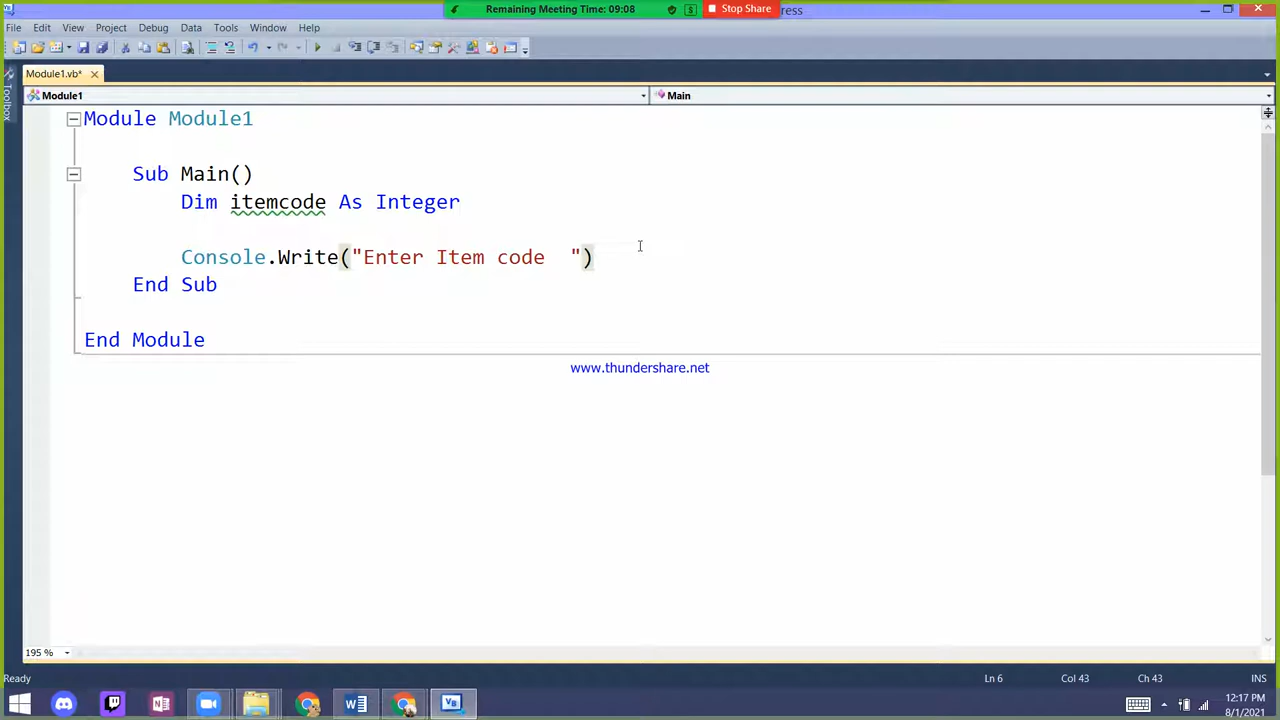 Remaining Meeting Time: 09:08
Stop Share
ress
File Edit View Project Debug Data Tools Window Help
Module1.vb*
Toolbox
Module1
Main
Module Module1
Sub Main()
Dim itemcode As Integer
Console.Write("Enter Item code  ")
End Sub
End Module
www.thundershare.net
195 %
Ready
Ln 6
Col 43
Ch 43
INS
12:17 PM
8/1/2021